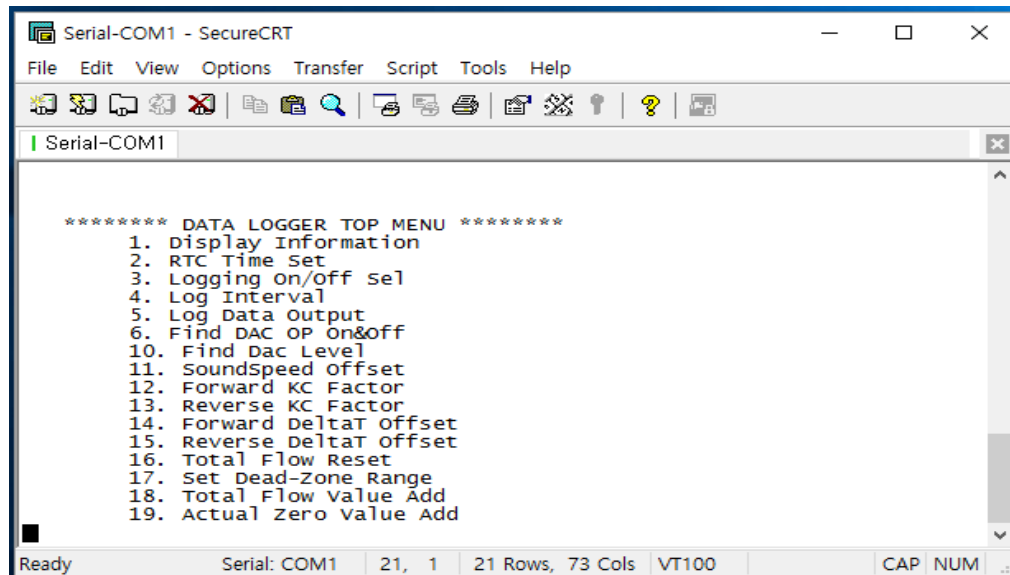 Serial-COM1 - SecureCRT
File Edit View Options Transfer Script Tools Help
Serial-COM1
******** DATA LOGGER TOP MENU ********
1. Display Information
2. RTC Time Set
3. Logging On/Off Sel
4. Log Interval
5. Log Data Output
6. Find DAC OP On&Off
10. Find Dac Level
11. SoundSpeed Offset
12. Forward KC Factor
13. Reverse KC Factor
14. Forward DeltaT Offset
15. Reverse DeltaT Offset
16. Total Flow Reset
17. Set Dead-Zone Range
18. Total Flow Value Add
19. Actual Zero Value Add
Ready Serial: COM1 21, 1 21 Rows, 73 Cols VT100 CAP NUM